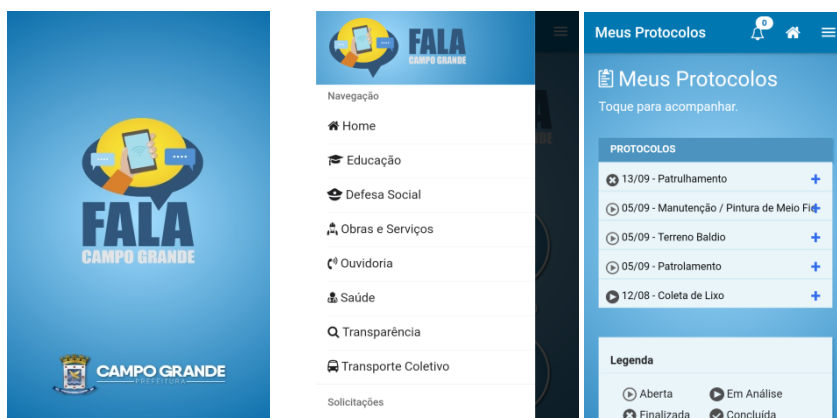 FALA
CAMPO GRANDE
CAMPO GRANDE
PREFEITURA
FALA
CAMPO GRANDE
Navegação
Home
Educação
Defesa Social
Obras e Serviços
Ouvidoria
Saúde
Transparência
Transporte Coletivo
Solicitações
Meus Protocolos
0
Meus Protocolos
Toque para acompanhar.
PROTOCOLOS
13/09 - Patrulhamento
05/09 - Manutenção / Pintura de Meio Fi
05/09 - Terreno Baldio
05/09 - Patrolamento
12/08 - Coleta de Lixo
Legenda
Aberta Em Análise
Finalizada Concluída